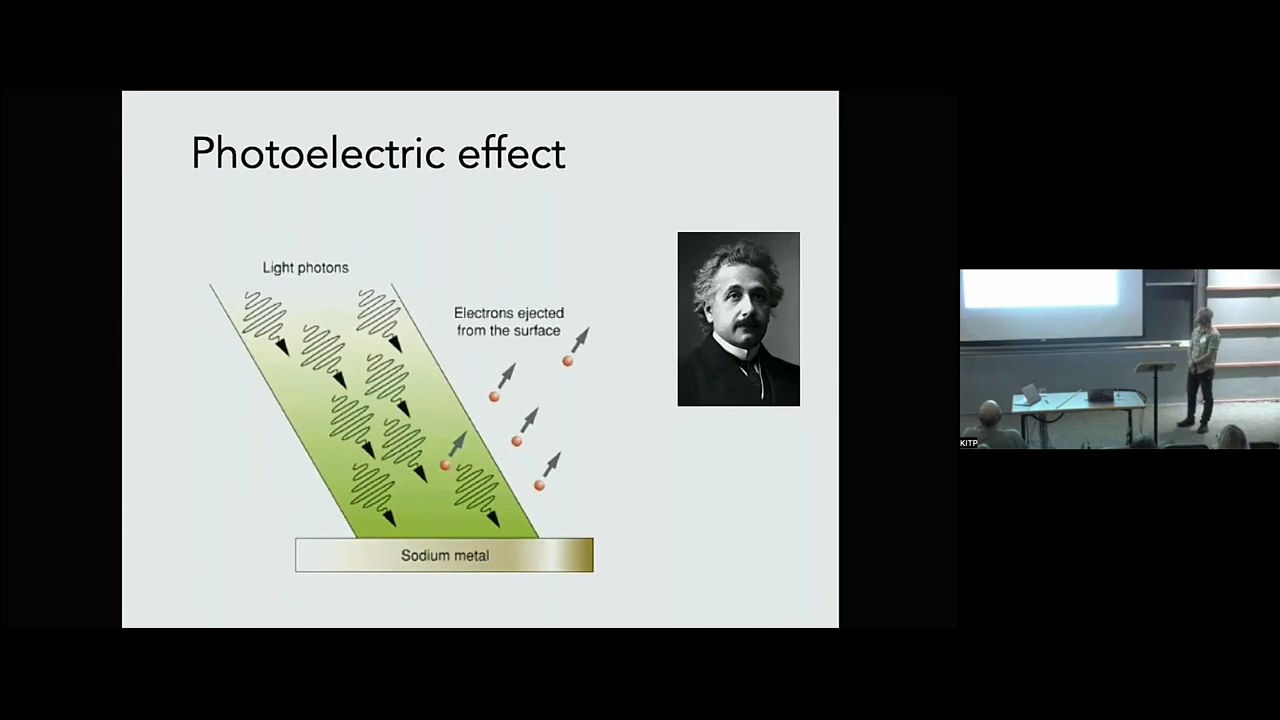 Photoelectric effect
Light photons
Electrons ejected
from the surface
Sodium metal
KITP